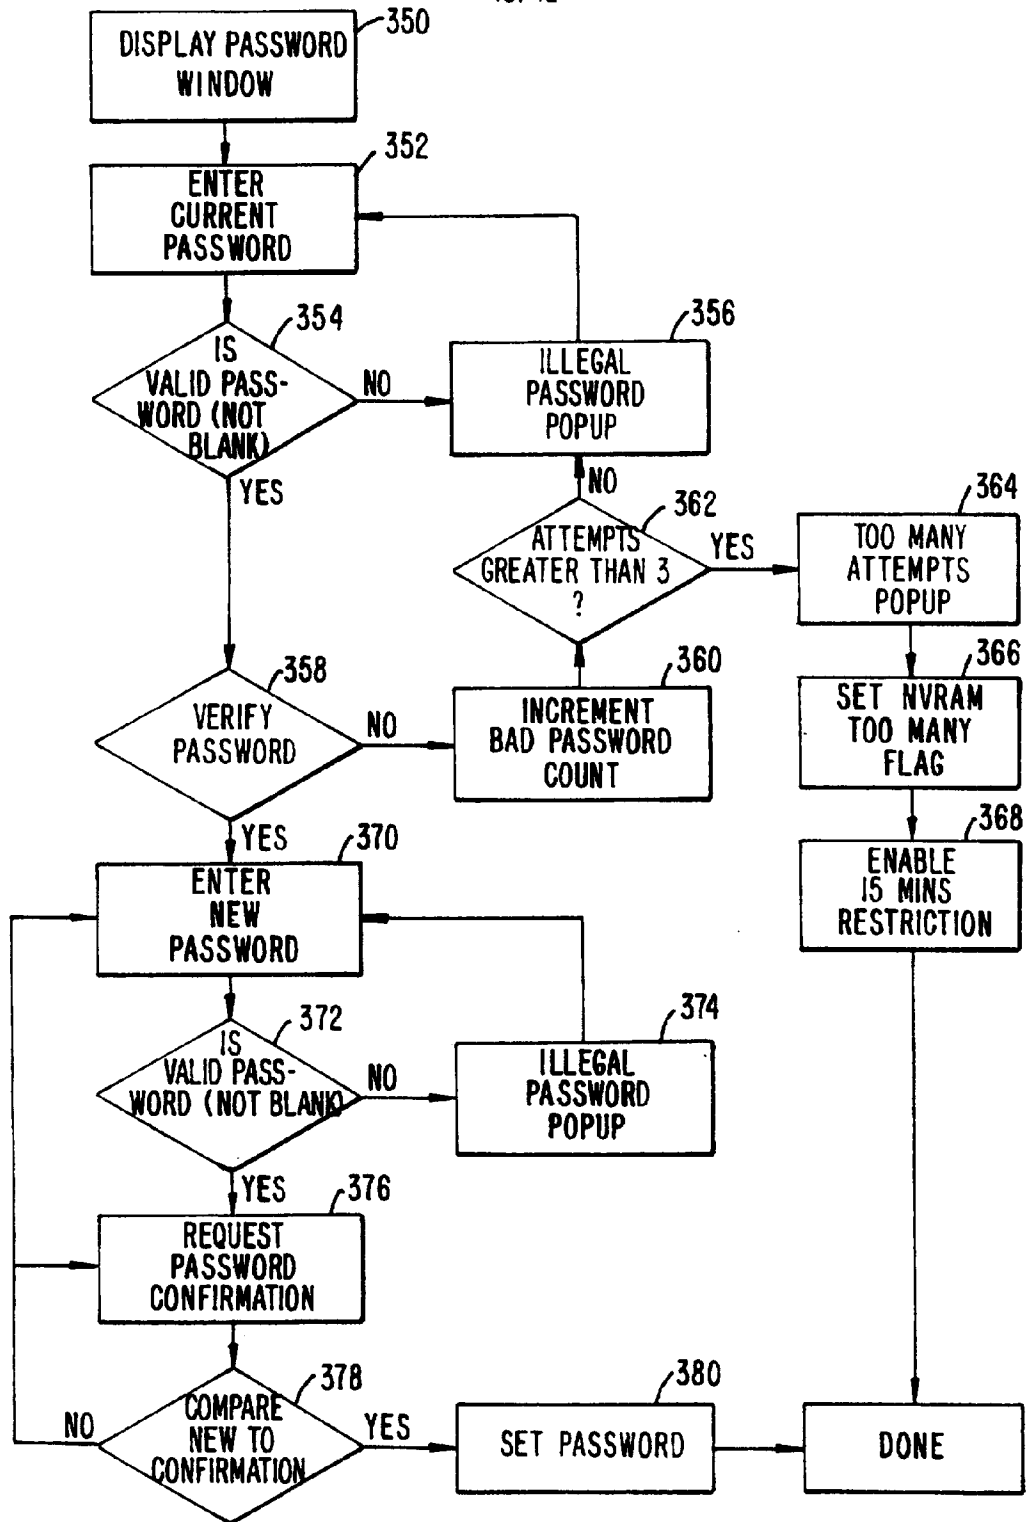 350
DISPLAY PASSWORD
WINDOW
352
ENTER
CURRENT
PASSWORD
354
IS
VALID PASS-
WORD (NOT
BLANK)
NO
YES
356
ILLEGAL
PASSWORD
POPUP
NO
362
ATTEMPTS
GREATER THAN 3
?
YES
364
TOO MANY
ATTEMPTS
POPUP
358
VERIFY
PASSWORD
NO
YES
360
INCREMENT
BAD PASSWORD
COUNT
366
SET NVRAM
TOO MANY
FLAG
368
ENABLE
15 MINS
RESTRICTION
370
ENTER
NEW
PASSWORD
372
IS
VALID PASS-
WORD (NOT BLANK)
NO
YES
374
ILLEGAL
PASSWORD
POPUP
376
REQUEST
PASSWORD
CONFIRMATION
378
COMPARE
NEW TO
CONFIRMATION
NO
YES
380
SET PASSWORD
DONE